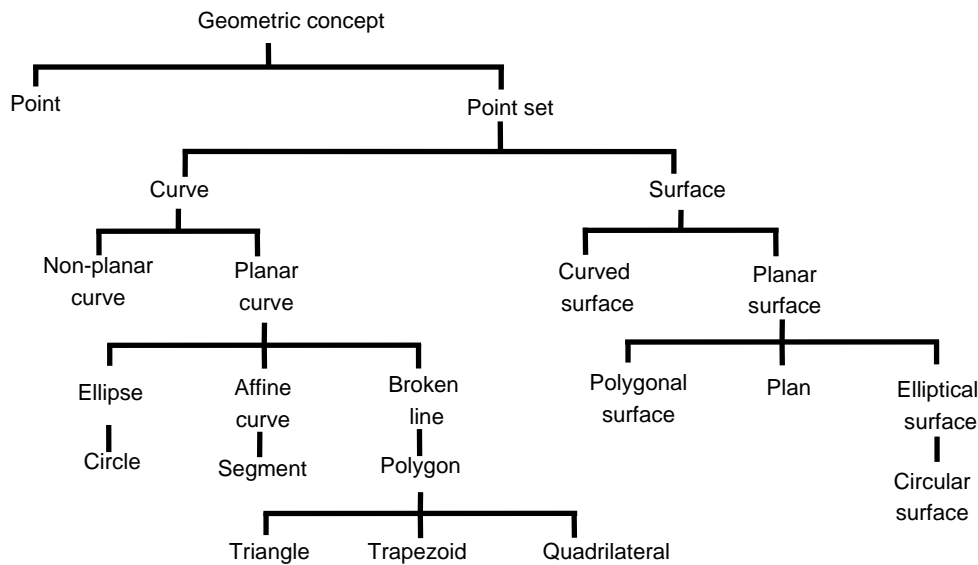 Geometric concept
Point
Point set
Curve
Surface
Non-planar
curve
Planar
curve
Curved
surface
Planar
surface
Ellipse
Affine
curve
Broken
line
Polygonal
surface
Plan
Elliptical
surface
Circle
Segment
Polygon
Circular
surface
Triangle
Trapezoid
Quadrilateral